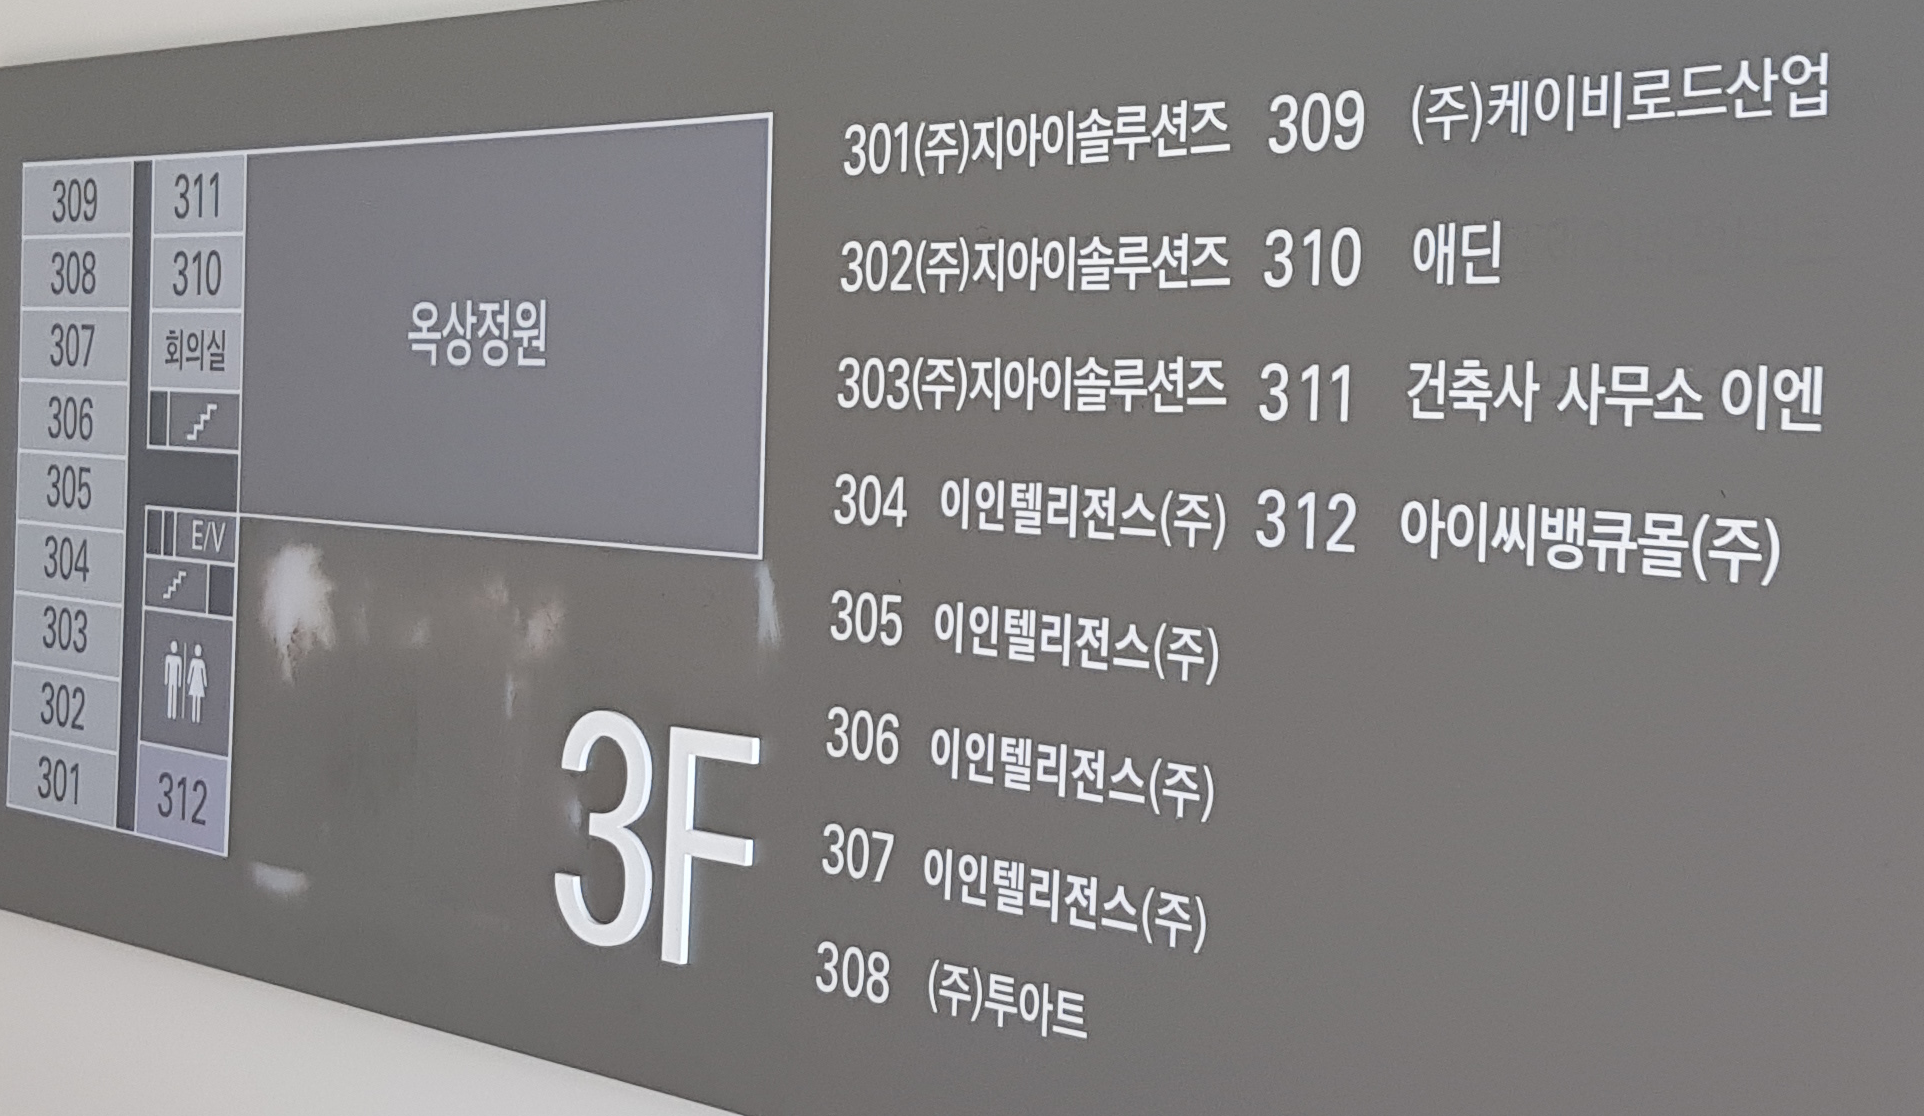 309
308
307
306
305
304
303
302
301
311
310
회의실
E/V
312
옥상정원
3F
301(주)지아이솔루션즈
302(주)지아이솔루션즈
303(주)지아이솔루션즈
304 이인텔리전스(주)
305 이인텔리전스(주)
306 이인텔리전스(주)
307 이인텔리전스(주)
308 (주)투아트
309 (주)케이비로드산업
310 애딘
311 건축사 사무소 이엔
312 아이씨뱅큐몰(주)